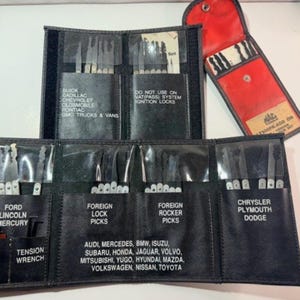 BUICK
CADILLAC
CHEVROLET
OLDSMOBILE
PONTIAC
GMC TRUCKS & VANS
DO NOT USE ON
VAT(PASS) SYSTEM
IGNITION LOCKS
FORD
LINCOLN
MERCURY
TENSION
WRENCH
FOREIGN
LOCK
PICKS
FOREIGN
ROCKER
PICKS
CHRYSLER
PLYMOUTH
DODGE
AUDI, MERCEDES, BMW, ISUZU,
SUBARU, HONDA, JAGUAR, VOLVO,
MITSUBISHI, YUGO, HYUNDAI, MAZDA,
VOLKSWAGEN, NISSAN, TOYOTA